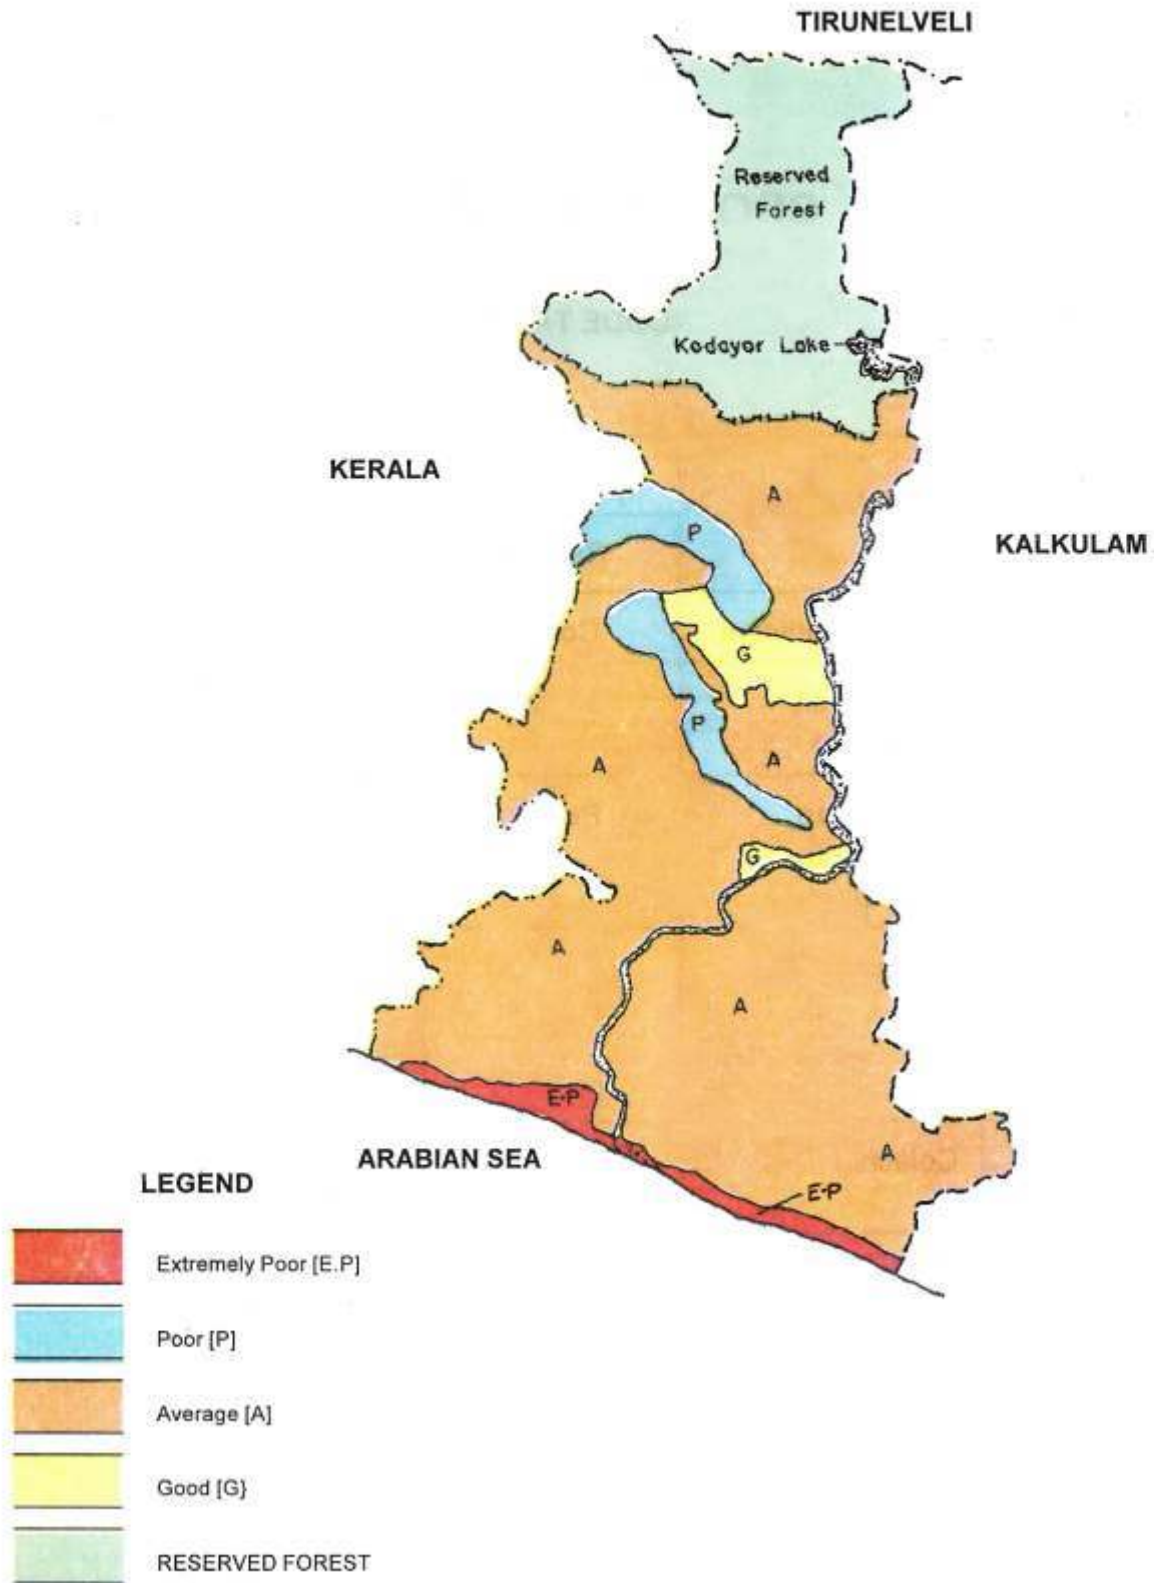 TIRUNELVELI
Reserved
Forest
Kodayar Lake
KERALA
A
P
KALKULAM
G
P
A
A
G
A
A
E-P
A
ARABIAN SEA
E-P
LEGEND
Extremely Poor [E.P]
Poor [P]
Average [A]
Good [G}
RESERVED FOREST